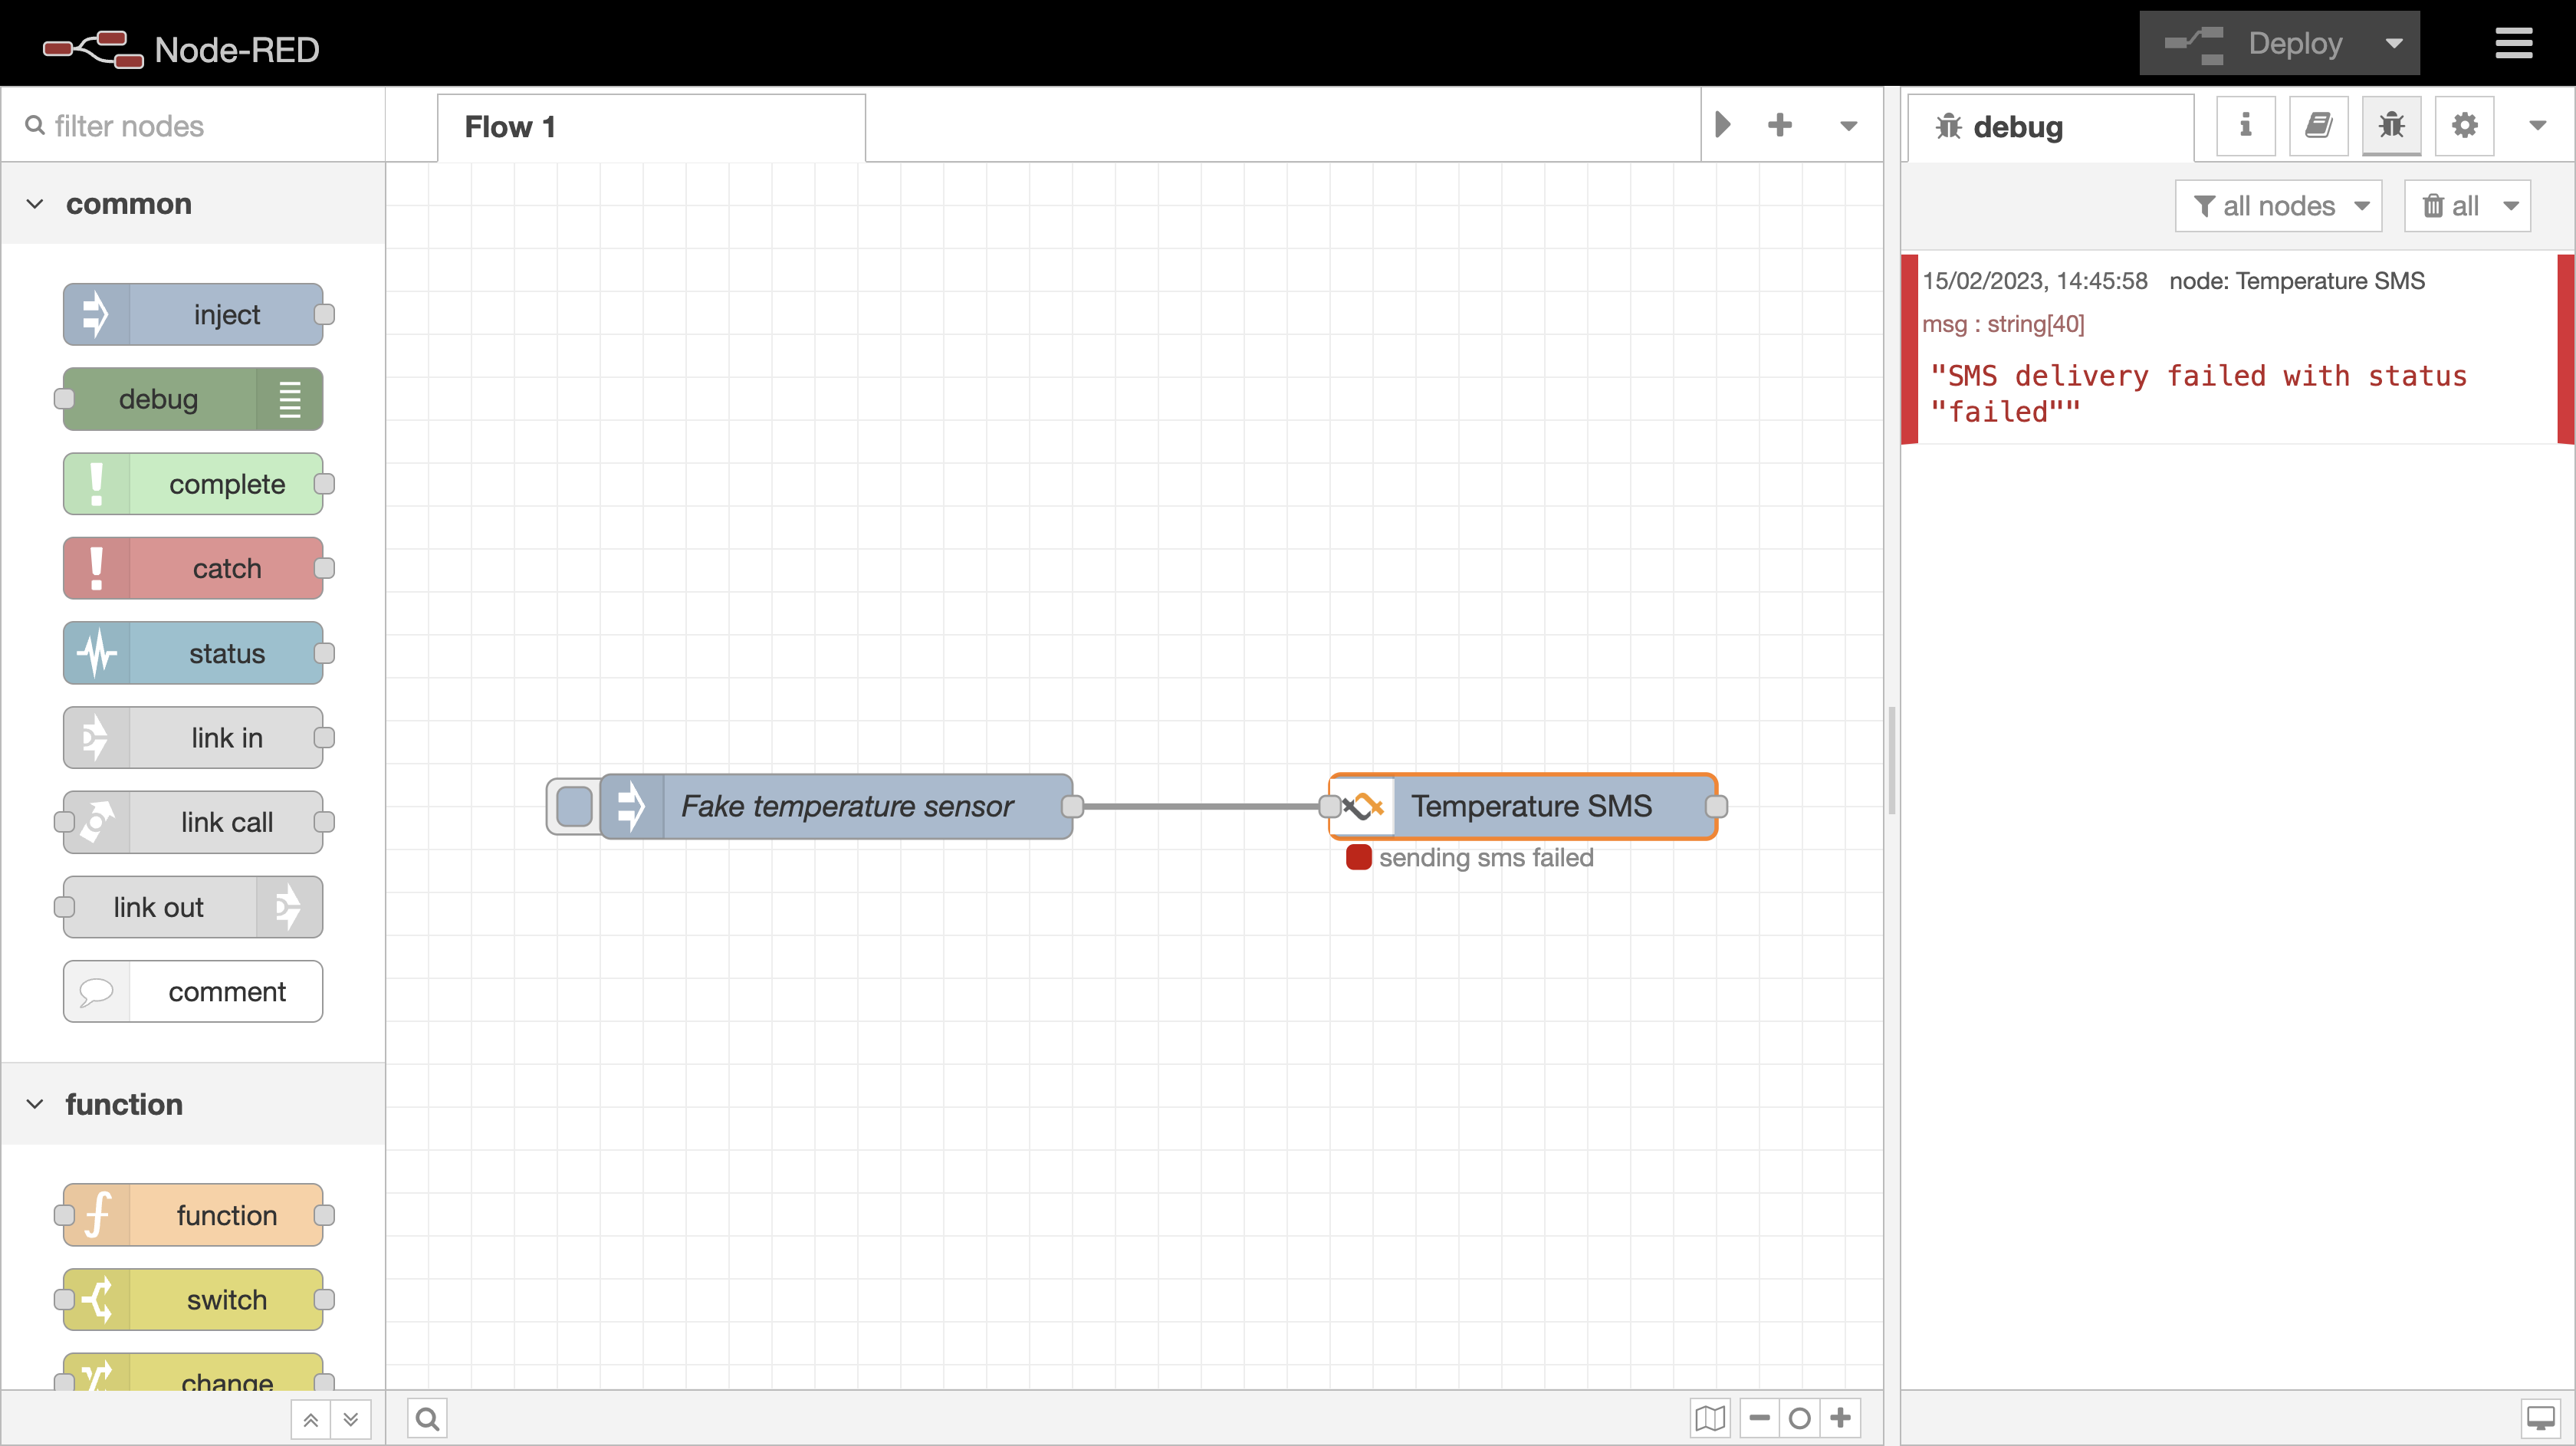 Node-RED
Deploy
filter nodes
Flow 1
debug
i
common
all nodes
all
inject
15/02/2023, 14:45:58 node: Temperature SMS
msg : string[40]
"SMS delivery failed with status
"failed""
debug
complete
catch
status
link in
link call
link out
comment
Fake temperature sensor
Temperature SMS
sending sms failed
function
function
switch
change